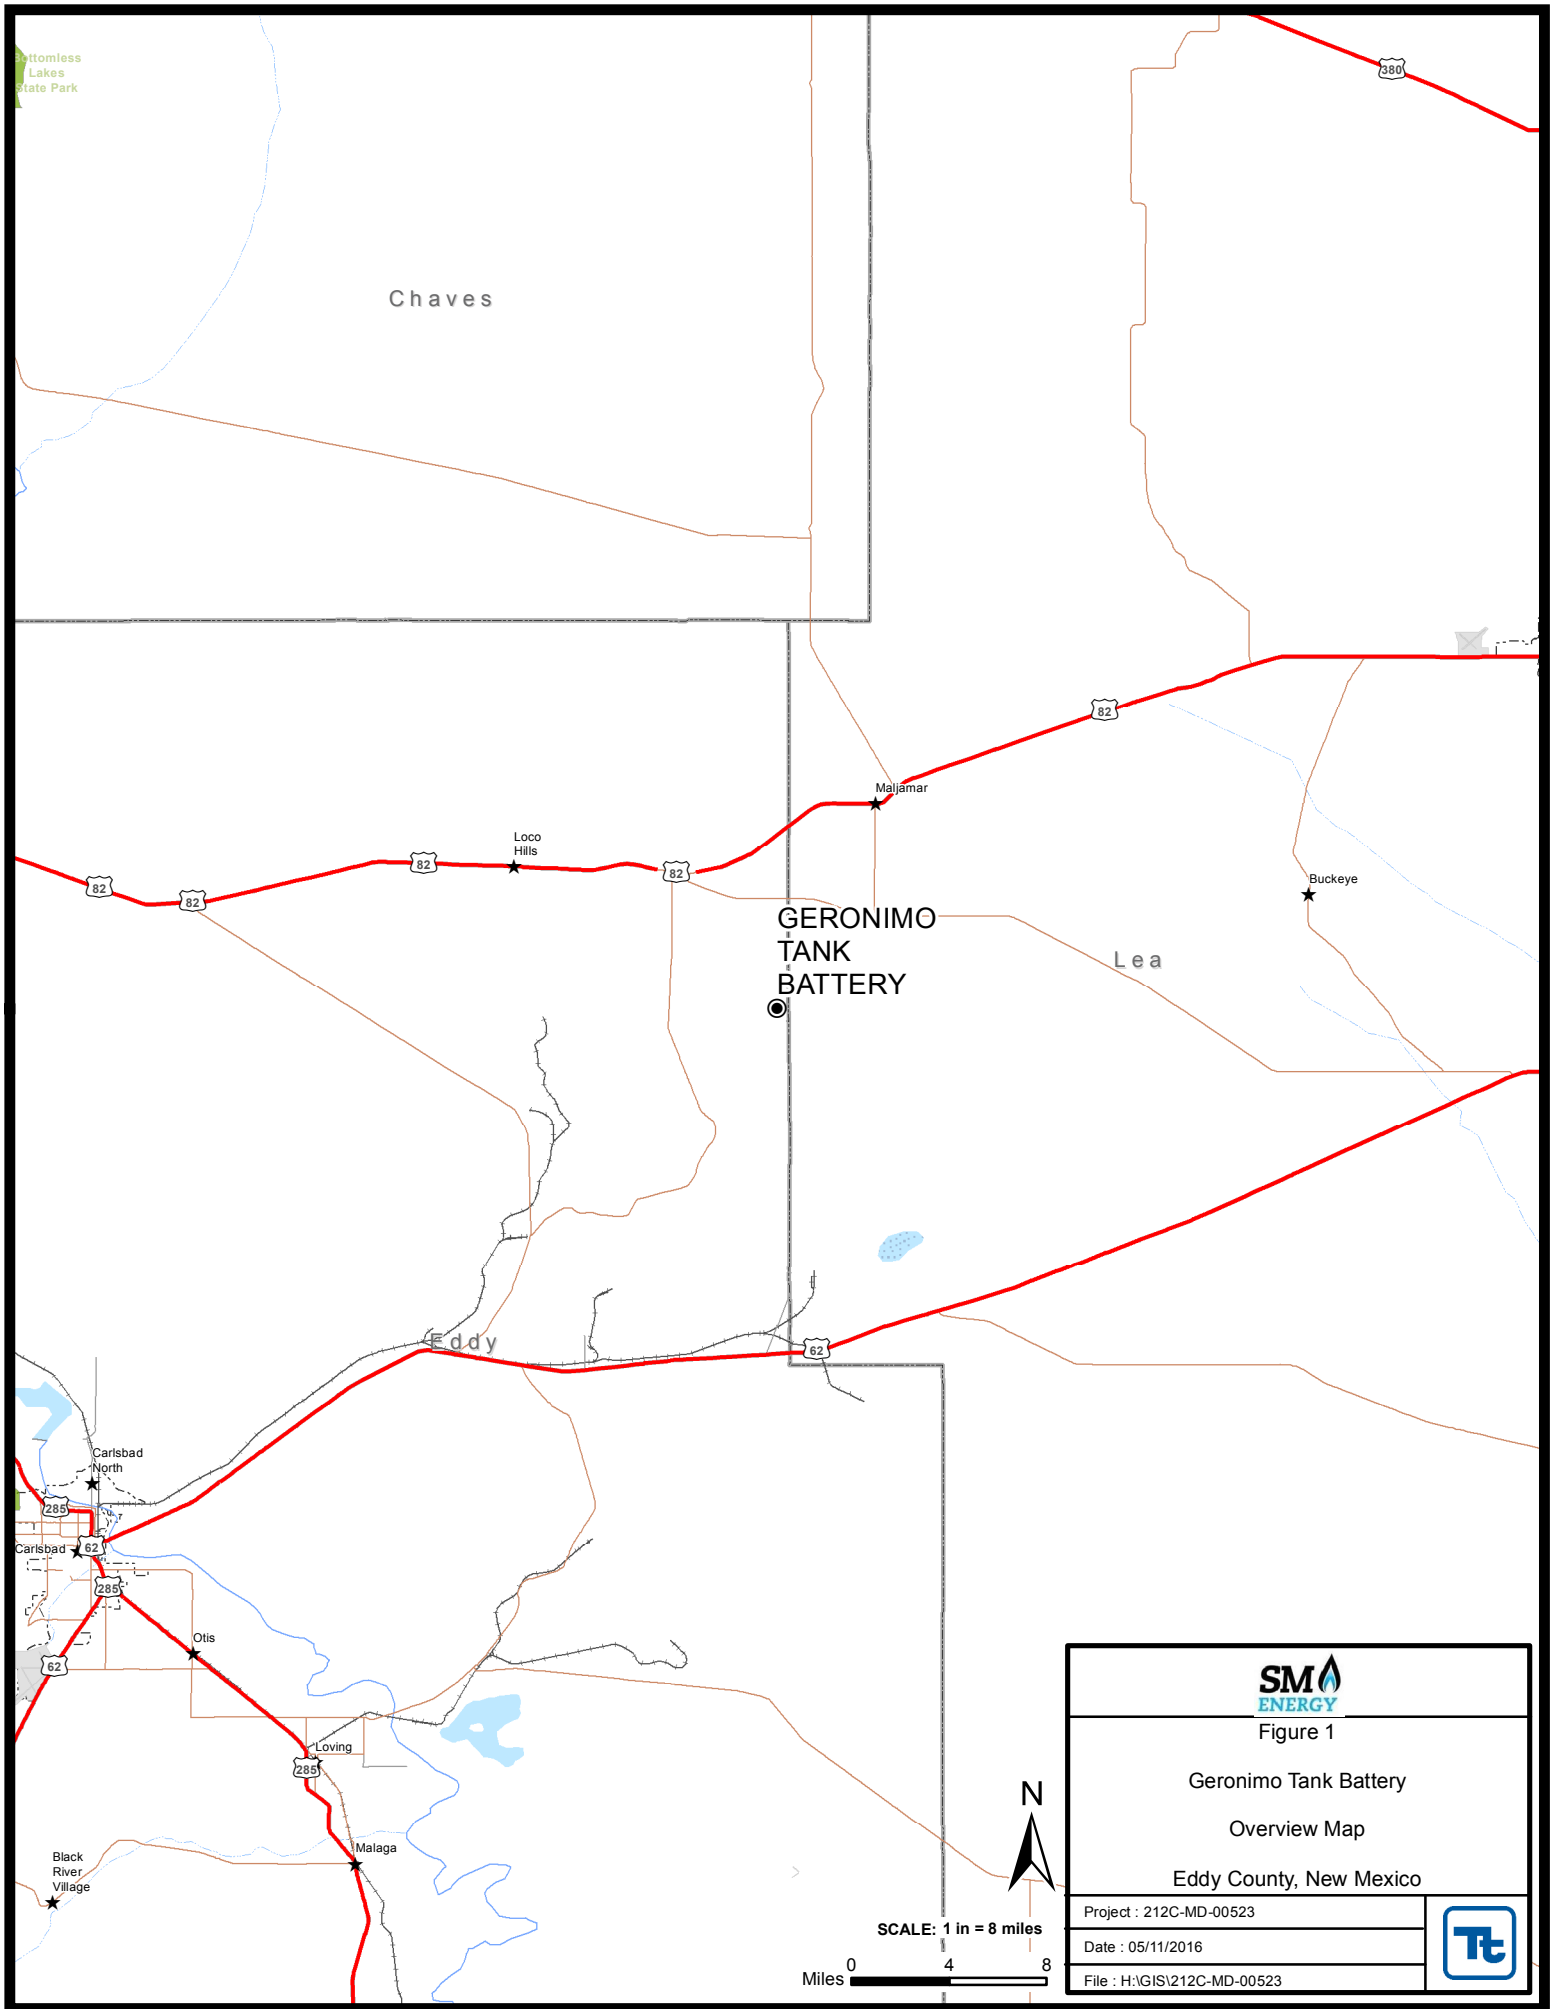 Bottomless
Lakes
State Park
380
Chaves
82
Maljamar
Loco
Hills
82
82
82
82
Buckeye
GERONIMO
TANK
BATTERY
Lea
Eddy
62
Carlsbad
North
285
Carlsbad
62
285
Otis
62
Loving
285
Malaga
Black
River
Village
N
SCALE: 1 in = 8 miles
0 4 8
Miles
SM
ENERGY
Figure 1
Geronimo Tank Battery
Overview Map
Eddy County, New Mexico
Project : 212C-MD-00523
Date : 05/11/2016
File : H:\GIS\212C-MD-00523
Tt